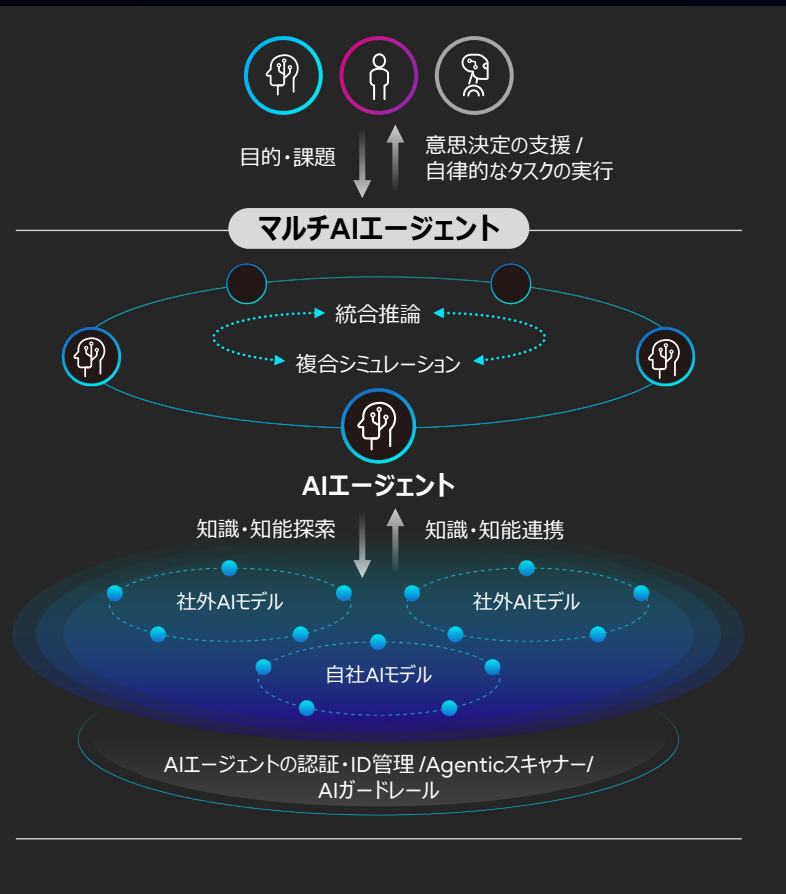 目的・課題
意思決定の支援 /
自律的なタスクの実行
マルチAIエージェント
統合推論
複合シミュレーション
AIエージェント
知識・知能探索
知識・知能連携
社外AIモデル
社外AIモデル
自社AIモデル
AIエージェントの認証・ID管理 /Agenticスキャナー/
AIガードレール